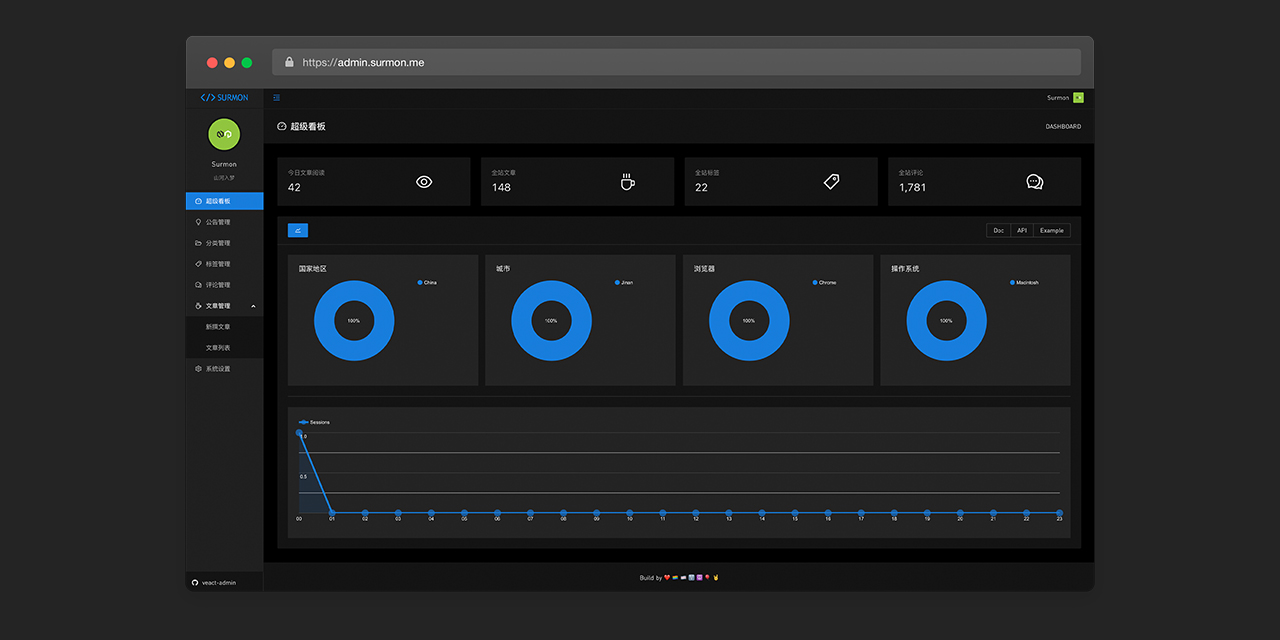 https://admin.surmon.me
</> SURMON
Surmon
超级看板
DASHBOARD
Surmon
山河入梦
超级看板
公告管理
分类管理
标签管理
评论管理
文章管理
新撰文章
文章列表
系统设置
veact-admin
今日文章阅读
42
全站文章
148
全站标签
22
全站评论
1,781
Doc API Example
国家地区
China
100%
城市
Jinan
100%
浏览器
Chrome
100%
操作系统
Macintosh
100%
Sessions
1.0
0.5
00 01 02 03 04 05 06 07 08 09 10 11 12 13 14 15 16 17 18 19 20 21 22 23
Build by